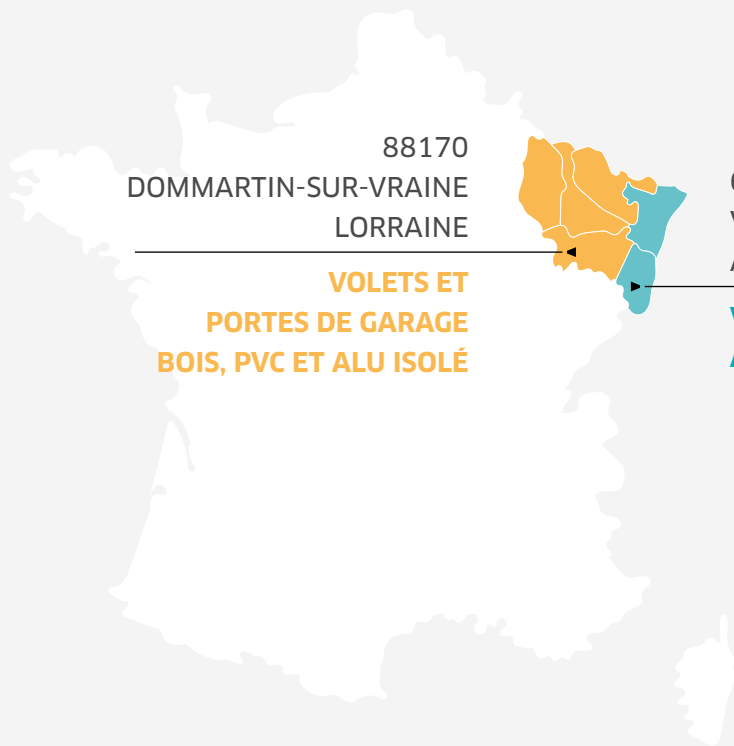 88170
DOMMARTIN-SUR-VRAINE
LORRAINE
VOLETS ET
PORTES DE GARAGE
BOIS, PVC ET ALU ISOLÉ